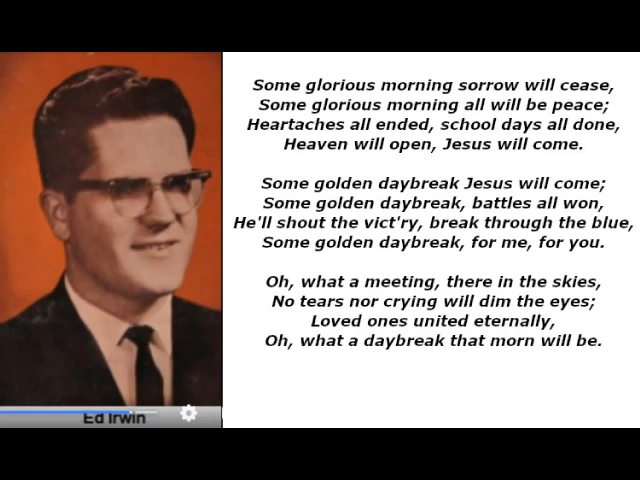 Some glorious morning sorrow will cease,
Some glorious morning all will be peace;
Heartaches all ended, school days all done,
Heaven will open, Jesus will come.
Some golden daybreak Jesus will come;
Some golden daybreak, battles all won,
He'll shout the vict'ry, break through the blue,
Some golden daybreak, for me, for you.
Oh, what a meeting, there in the skies,
No tears nor crying will dim the eyes;
Loved ones united eternally,
Oh, what a daybreak that morn will be.
Ed Irwin